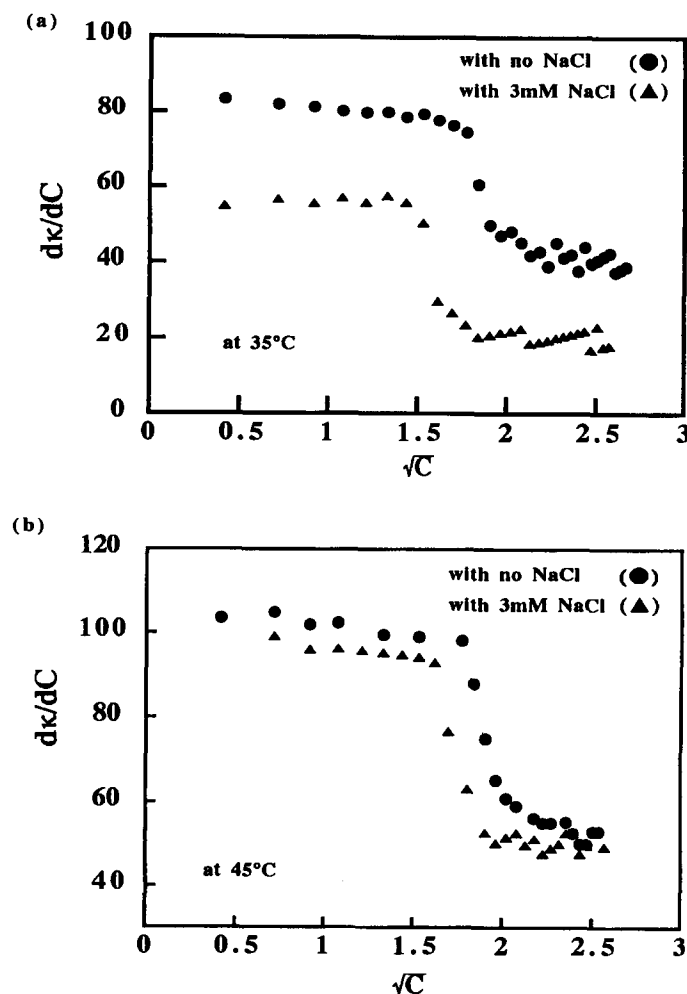 (a)
100
80
60
40
20
0
dκ/dC
with no NaCl (●)
with 3mM NaCl (▲)
at 35°C
0 0.5 1 1.5 2 2.5 3
√C
(b)
120
100
80
60
40
dκ/dC
with no NaCl (●)
with 3mM NaCl (▲)
at 45°C
0 0.5 1 1.5 2 2.5 3
√C